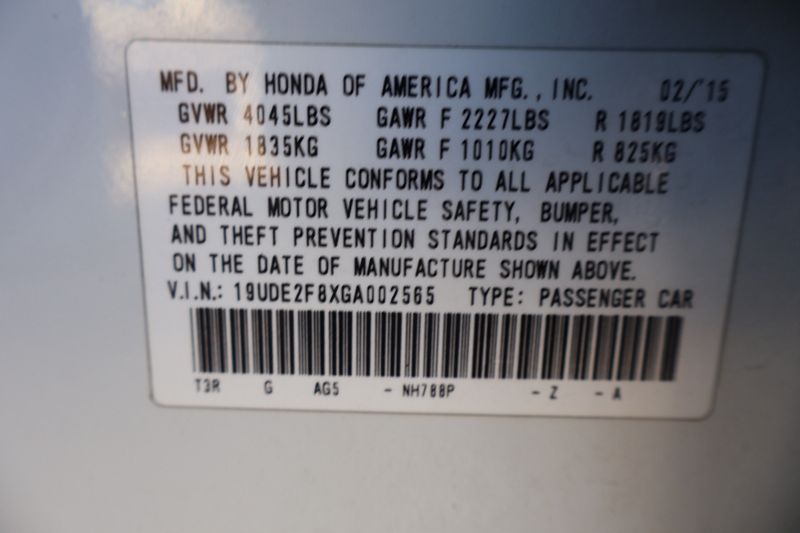 MFD. BY HONDA OF AMERICA MFG., INC. 02/'15
GVWR 4045LBS GAWR F 2227LBS R 1819LBS
GVWR 1835KG GAWR F 1010KG R 825KG
THIS VEHICLE CONFORMS TO ALL APPLICABLE
FEDERAL MOTOR VEHICLE SAFETY, BUMPER,
AND THEFT PREVENTION STANDARDS IN EFFECT
ON THE DATE OF MANUFACTURE SHOWN ABOVE.
V.I.N.: 19UDE2F8XGA002565 TYPE: PASSENGER CAR
T3R G AG5 - NH788P - Z - A